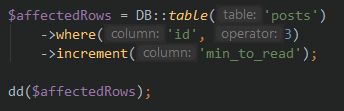 $affectedRows = DB::table( table: 'posts')
->where( column: 'id', operator: 3)
->increment( column: 'min_to_read');
dd($affectedRows);